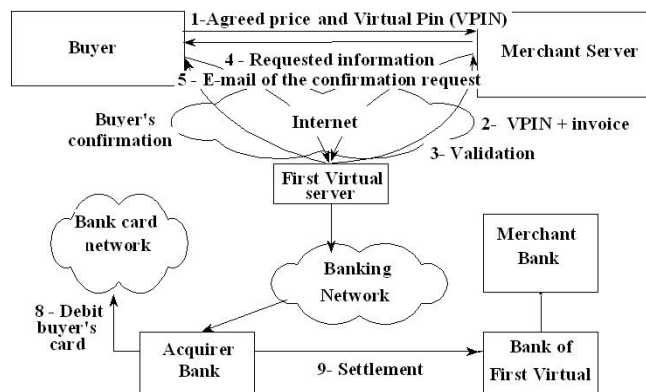 1-Agreed price and Virtual Pin (VPIN)
Buyer
Merchant Server
4 - Requested information
5 - E-mail of the confirmation request
Buyer's
confirmation
Internet
2- VPIN + invoice
3- Validation
First Virtual
server
Bank card
network
Banking
Network
Merchant
Bank
8 - Debit
buyer's
card
Acquirer
Bank
9- Settlement
Bank of
First Virtual